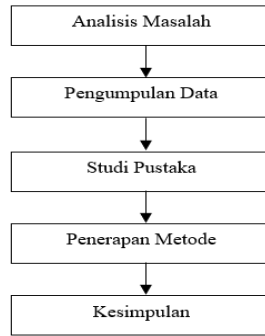 Analisis Masalah
Pengumpulan Data
Studi Pustaka
Penerapan Metode
Kesimpulan